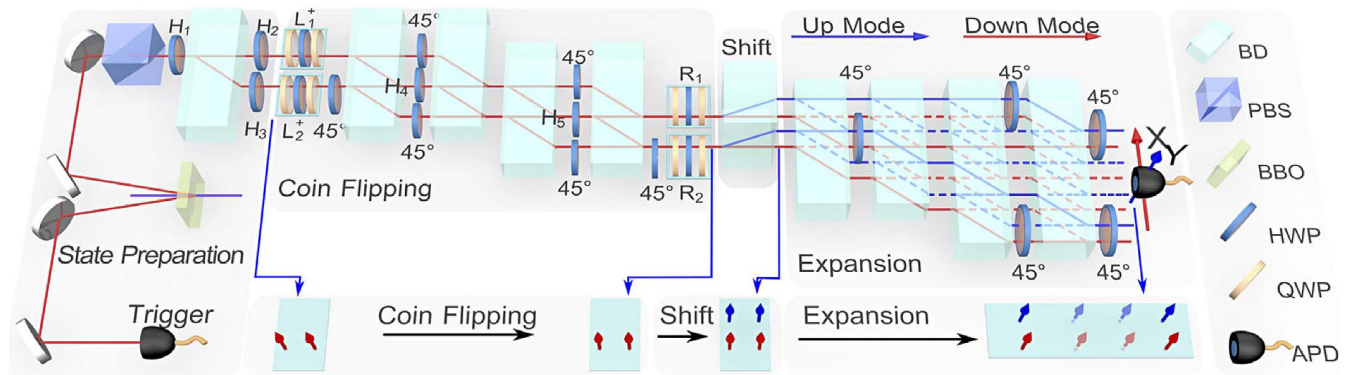 H1
H2
L1+
45°
Shift
Up Mode
Down Mode
BD
45°
45°
R1
45°
45°
H4
PBS
H3
L2+
45°
H5
X
Y
45°
BBO
Coin Flipping
45°
45°
R2
HWP
State Preparation
Expansion
45°
45°
QWP
Trigger
Coin Flipping
Shift
Expansion
APD